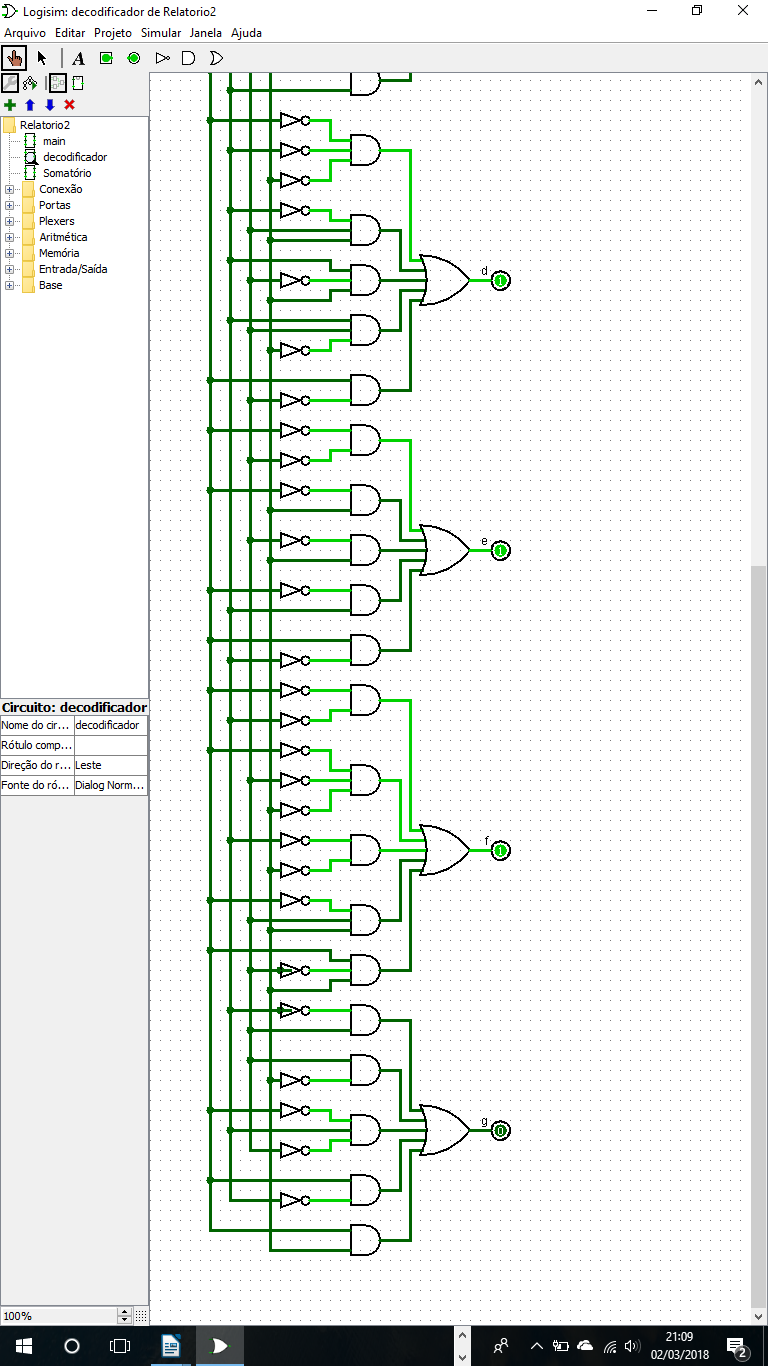 Logisim: decodificador de Relatorio2
Arquivo Editar Projeto Simular Janela Ajuda
A
Relatorio2
main
decodificador
Somatório
Conexão
Portas
Plexers
Aritmética
Memória
Entrada/Saída
Base
Circuito: decodificador
Nome do cir... decodificador
Rótulo comp...
Direção do r... Leste
Fonte do ró... Dialog Norm...
100%
d
1
e
1
f
1
g
0
21:09
02/03/2018
2